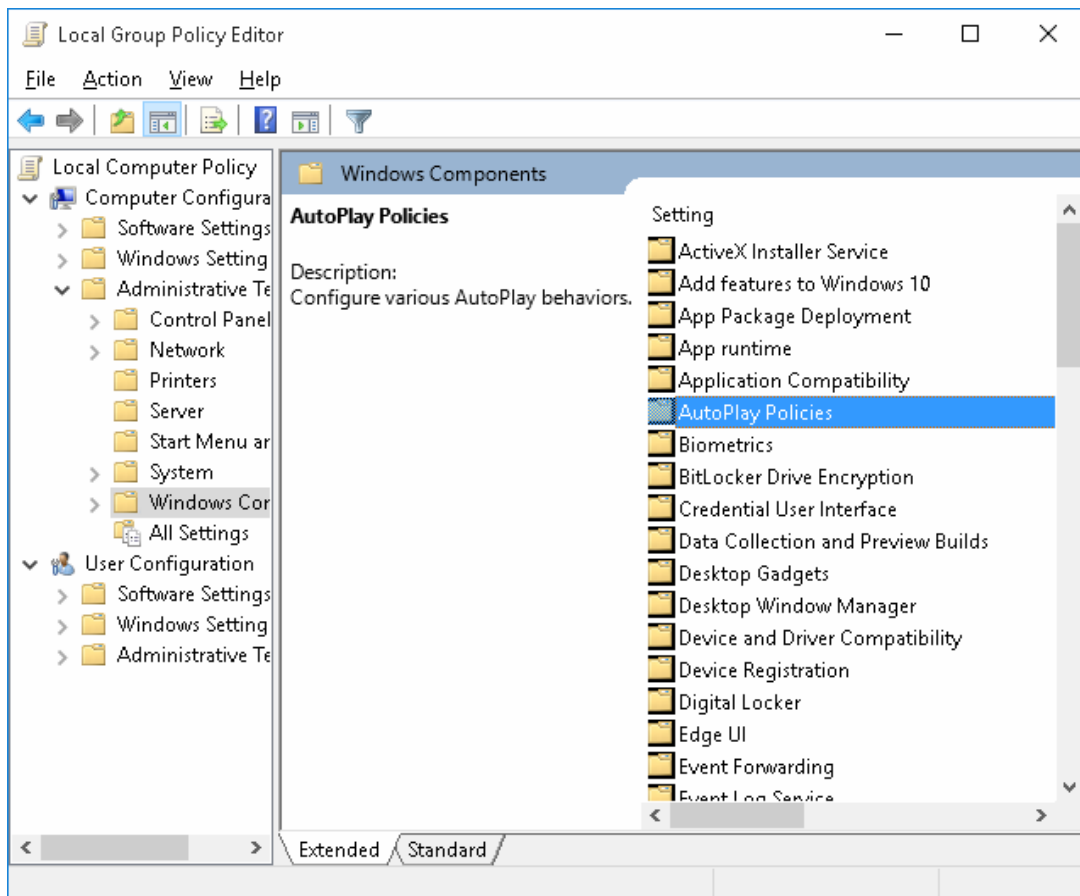 Local Group Policy Editor
File Action View Help
Local Computer Policy
Computer Configura
Software Settings
Windows Setting
Administrative Te
Control Panel
Network
Printers
Server
Start Menu ar
System
Windows Cor
All Settings
User Configuration
Software Settings
Windows Setting
Administrative Te
Windows Components
AutoPlay Policies
Description:
Configure various AutoPlay behaviors.
Setting
ActiveX Installer Service
Add features to Windows 10
App Package Deployment
App runtime
Application Compatibility
AutoPlay Policies
Biometrics
BitLocker Drive Encryption
Credential User Interface
Data Collection and Preview Builds
Desktop Gadgets
Desktop Window Manager
Device and Driver Compatibility
Device Registration
Digital Locker
Edge UI
Event Forwarding
Event Log Service
Extended Standard